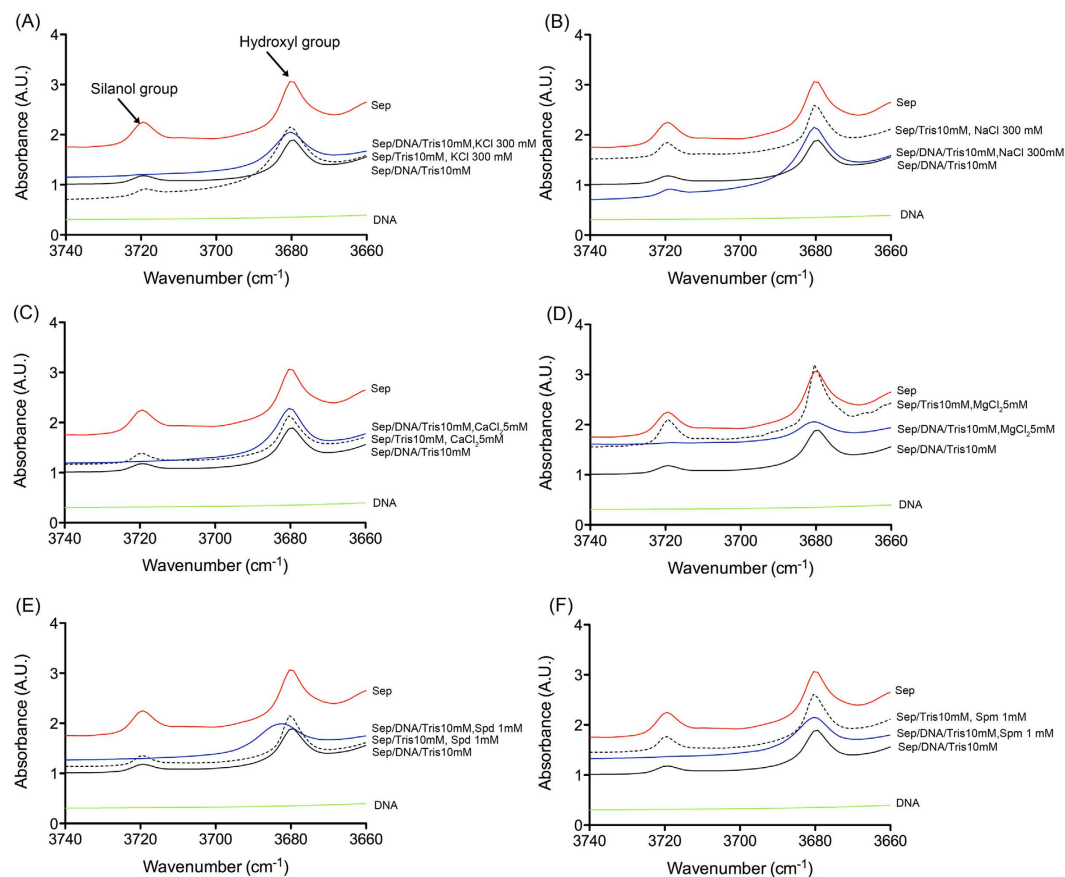 (A)
Absorbance (A.U.)
4
3
2
1
0
Silanol group
Hydroxyl group
Sep
Sep/DNA/Tris10mM,KCl 300 mM
Sep/Tris10mM, KCl 300 mM
Sep/DNA/Tris10mM
DNA
3740 3720 3700 3680 3660
Wavenumber (cm-1)
(B)
Absorbance (A.U.)
4
3
2
1
0
Sep
Sep/Tris10mM, NaCl 300 mM
Sep/DNA/Tris10mM,NaCl 300mM
Sep/DNA/Tris10mM
DNA
3740 3720 3700 3680 3660
Wavenumber (cm-1)
(C)
Absorbance (A.U.)
4
3
2
1
0
Sep
Sep/DNA/Tris10mM,CaCl25mM
Sep/Tris10mM, CaCl25mM
Sep/DNA/Tris10mM
DNA
3740 3720 3700 3680 3660
Wavenumber (cm-1)
(D)
Absorbance (A.U.)
4
3
2
1
0
Sep
Sep/Tris10mM,MgCl25mM
Sep/DNA/Tris10mM,MgCl25mM
Sep/DNA/Tris10mM
DNA
3740 3720 3700 3680 3660
Wavenumber (cm-1)
(E)
Absorbance (A.U.)
4
3
2
1
0
Sep
Sep/DNA/Tris10mM,Spd 1mM
Sep/Tris10mM, Spd 1mM
Sep/DNA/Tris10mM
DNA
3740 3720 3700 3680 3660
Wavenumber (cm-1)
(F)
Absorbance (A.U.)
4
3
2
1
0
Sep
Sep/Tris10mM, Spm 1mM
Sep/DNA/Tris10mM,Spm 1 mM
Sep/DNA/Tris10mM
DNA
3740 3720 3700 3680 3660
Wavenumber (cm-1)